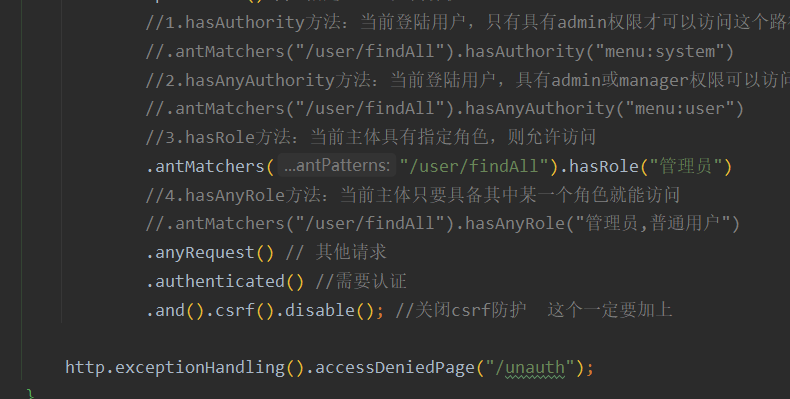 //1.hasAuthority方法：当前登陆用户，只有具有admin权限才可以访问这个路
//.antMatchers("/user/findAll").hasAuthority("menu:system")
//2.hasAnyAuthority方法：当前登陆用户，具有admin或manager权限可以访问
//.antMatchers("/user/findAll").hasAnyAuthority("menu:user")
//3.hasRole方法：当前主体具有指定角色，则允许访问
.antMatchers( ...antPatterns: "/user/findAll").hasRole("管理员")
//4.hasAnyRole方法：当前主体只要具备其中某一个角色就能访问
//.antMatchers("/user/findAll").hasAnyRole("管理员,普通用户")
.anyRequest() // 其他请求
.authenticated() //需要认证
.and().csrf().disable(); //关闭csrf防护  这个一定要加上
http.exceptionHandling().accessDeniedPage("/unauth");
}